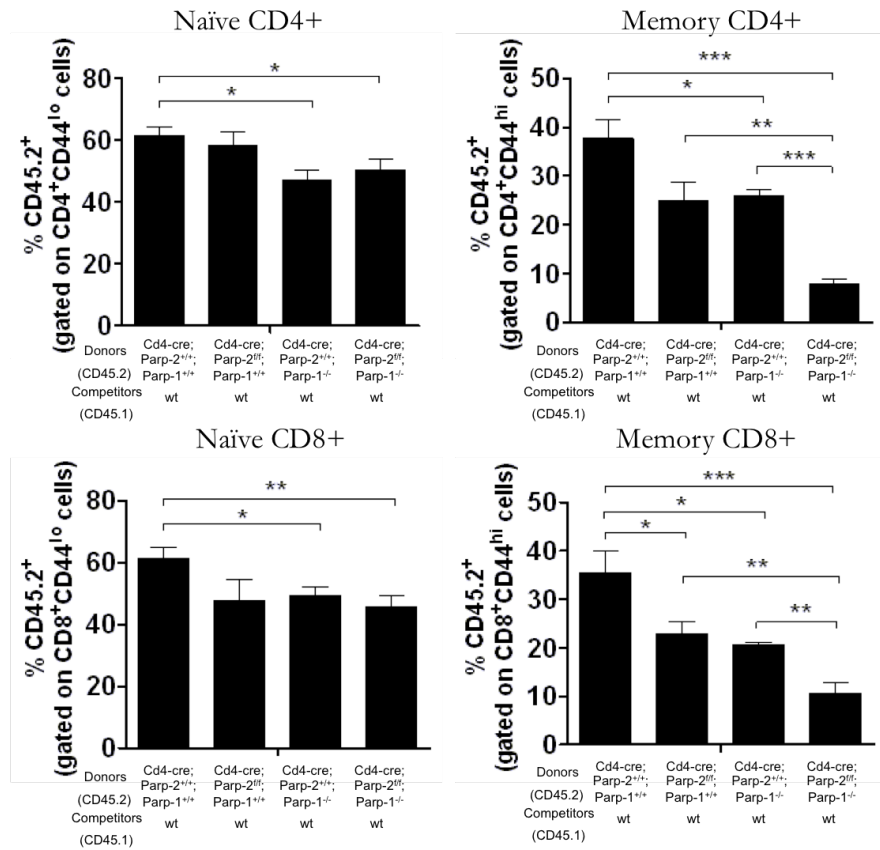 Naïve CD4+
% CD45.2⁺
(gated on CD4⁺CD44ˡᵒ cells)
80
60
40
20
0
*
*
Donors
(CD45.2)
Competitors
(CD45.1)
Cd4-cre;
Parp-2⁺/⁺;
Parp-1⁺/⁺
wt
Cd4-cre;
Parp-2ᶠ/ᶠ;
Parp-1⁺/⁺
wt
Cd4-cre;
Parp-2⁺/⁺;
Parp-1⁻/⁻
wt
Cd4-cre;
Parp-2ᶠ/ᶠ;
Parp-1⁻/⁻
wt
Memory CD4+
% CD45.2⁺
(gated on CD4⁺CD44ʰⁱ cells)
50
40
30
20
10
0
***
*
**
***
Donors
(CD45.2)
Competitors
(CD45.1)
Cd4-cre;
Parp-2⁺/⁺;
Parp-1⁺/⁺
wt
Cd4-cre;
Parp-2ᶠ/ᶠ;
Parp-1⁺/⁺
wt
Cd4-cre;
Parp-2⁺/⁺;
Parp-1⁻/⁻
wt
Cd4-cre;
Parp-2ᶠ/ᶠ;
Parp-1⁻/⁻
wt
Naïve CD8+
% CD45.2⁺
(gated on CD8⁺CD44ˡᵒ cells)
80
60
40
20
0
**
*
Donors
(CD45.2)
Competitors
(CD45.1)
Cd4-cre;
Parp-2⁺/⁺;
Parp-1⁺/⁺
wt
Cd4-cre;
Parp-2ᶠ/ᶠ;
Parp-1⁺/⁺
wt
Cd4-cre;
Parp-2⁺/⁺;
Parp-1⁻/⁻
wt
Cd4-cre;
Parp-2ᶠ/ᶠ;
Parp-1⁻/⁻
wt
Memory CD8+
% CD45.2⁺
(gated on CD8⁺CD44ʰⁱ cells)
50
40
30
20
10
0
***
*
*
**
**
Donors
(CD45.2)
Competitors
(CD45.1)
Cd4-cre;
Parp-2⁺/⁺;
Parp-1⁺/⁺
wt
Cd4-cre;
Parp-2ᶠ/ᶠ;
Parp-1⁺/⁺
wt
Cd4-cre;
Parp-2⁺/⁺;
Parp-1⁻/⁻
wt
Cd4-cre;
Parp-2ᶠ/ᶠ;
Parp-1⁻/⁻
wt